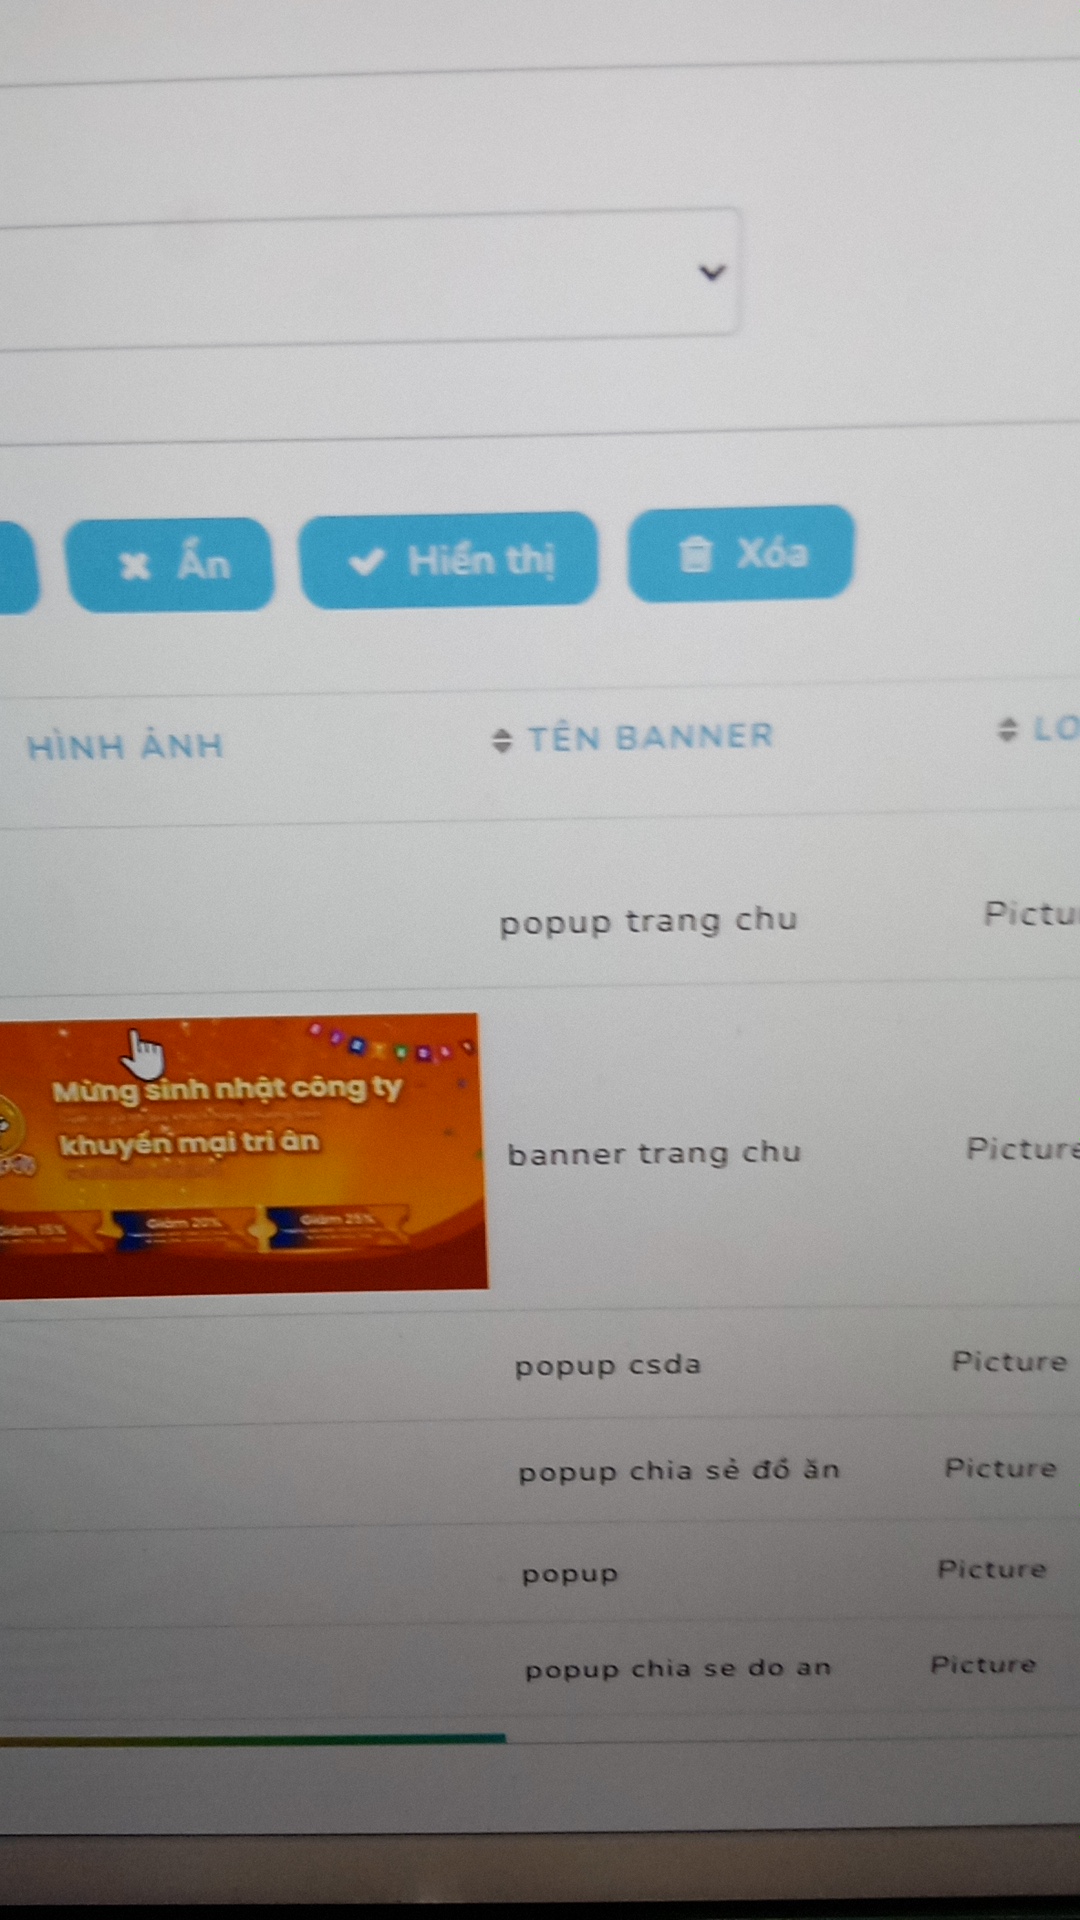 Ẩn
Hiển thị
Xóa
HÌNH ẢNH
TÊN BANNER
LO
popup trang chu
Pictu
Mừng sinh nhật công ty
khuyến mại tri ân
Giảm 15%
Giảm 20%
Giảm 25%
banner trang chu
Picture
popup csda
Picture
popup chia sẻ đồ ăn
Picture
popup
Picture
popup chia se do an
Picture